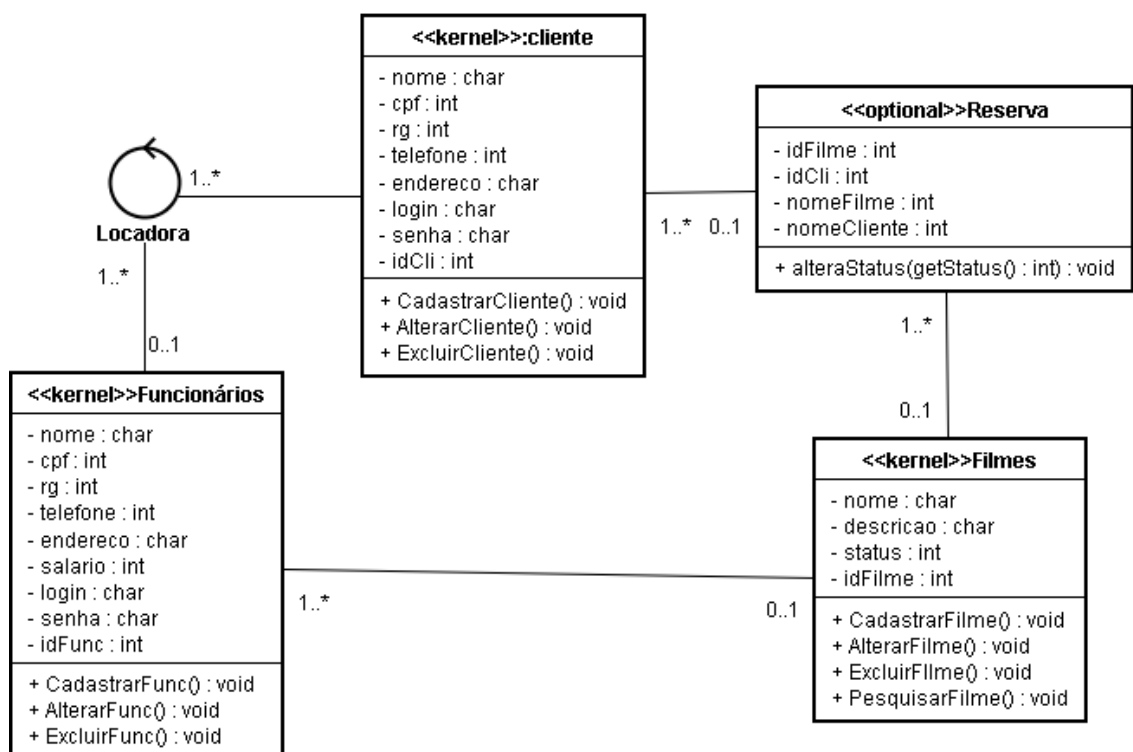 <<kernel>>:cliente
- nome : char
- cpf : int
- rg : int
- telefone : int
- endereco : char
- login : char
- senha : char
- idCli : int
+ CadastrarCliente() : void
+ AlterarCliente() : void
+ ExcluirCliente() : void
<<optional>>Reserva
- idFilme : int
- idCli : int
- nomeFilme : int
- nomeCliente : int
+ alteraStatus(getStatus() : int) : void
1..*
Locadora
1..*
0..1
1..* 0..1
1..*
0..1
<<kernel>>Funcionários
- nome : char
- cpf : int
- rg : int
- telefone : int
- endereco : char
- salario : int
- login : char
- senha : char
- idFunc : int
+ CadastrarFunc() : void
+ AlterarFunc() : void
+ ExcluirFunc() : void
1..*
0..1
<<kernel>>Filmes
- nome : char
- descricao : char
- status : int
- idFilme : int
+ CadastrarFilme() : void
+ AlterarFilme() : void
+ ExcluirFIlme() : void
+ PesquisarFilme() : void